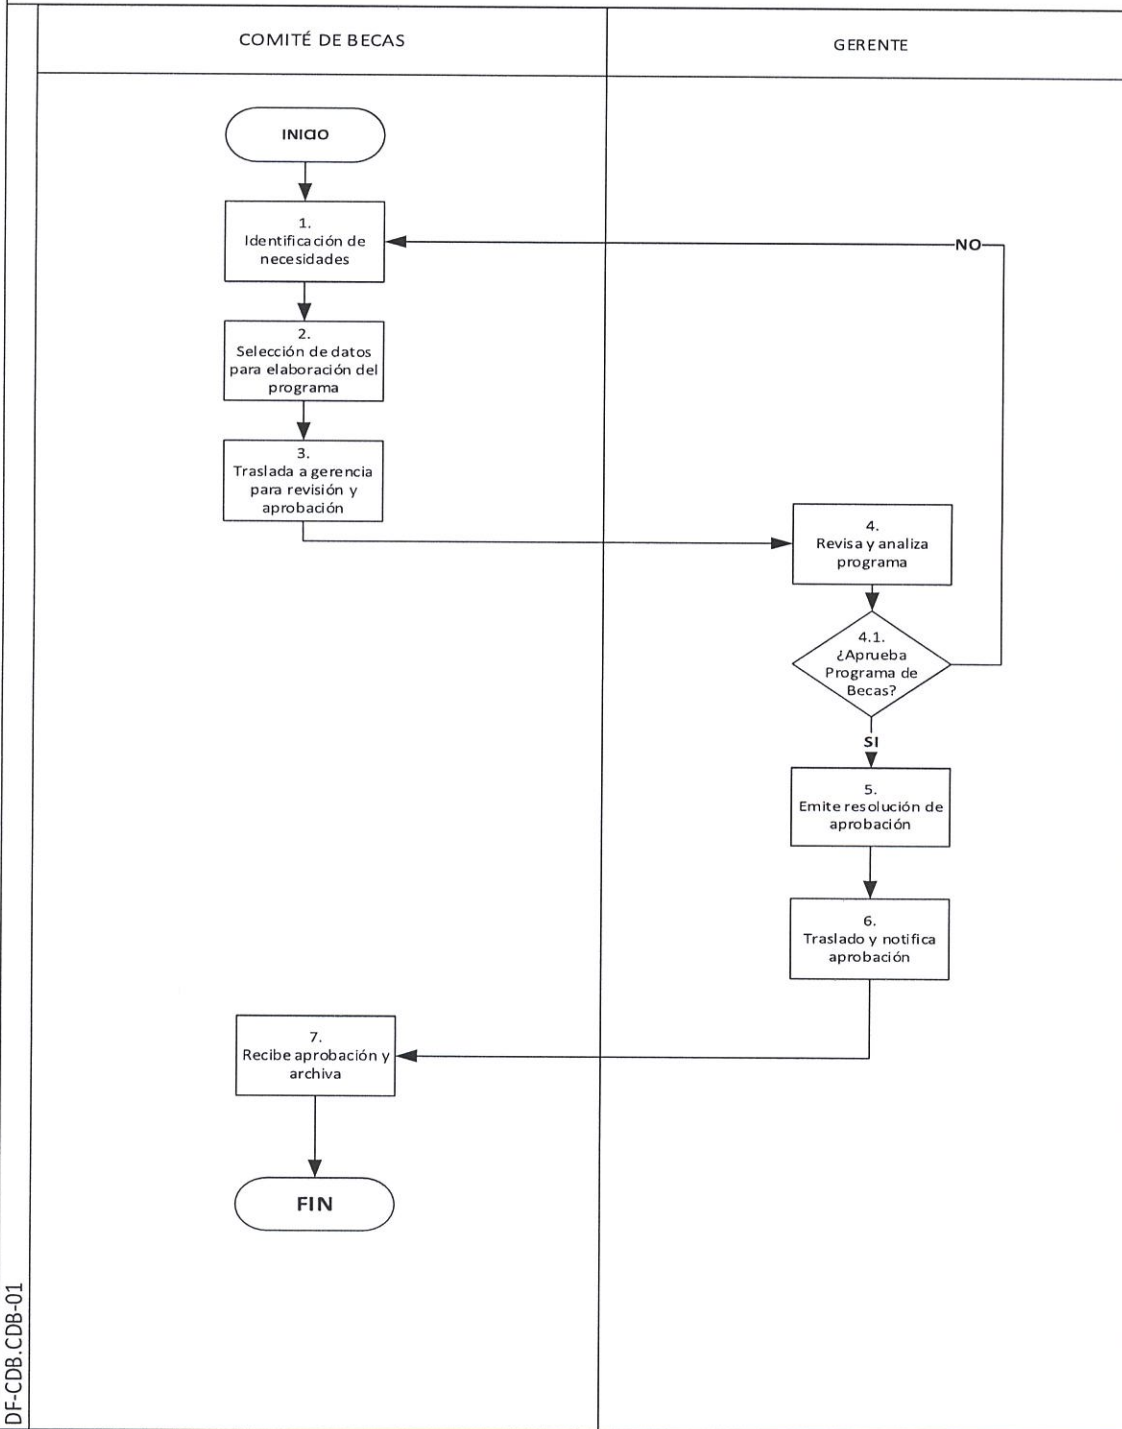 COMITÉ DE BECAS
GERENTE
INICIO
1.
Identificación de
necesidades
NO
2.
Selección de datos
para elaboración del
programa
3.
Traslada a gerencia
para revisión y
aprobación
4.
Revisa y analiza
programa
4.1.
¿Aprueba
Programa de
Becas?
SI
5.
Emite resolución de
aprobación
6.
Traslado y notifica
aprobación
7.
Recibe aprobación y
archiva
FIN
DF-CDB.CDB-01